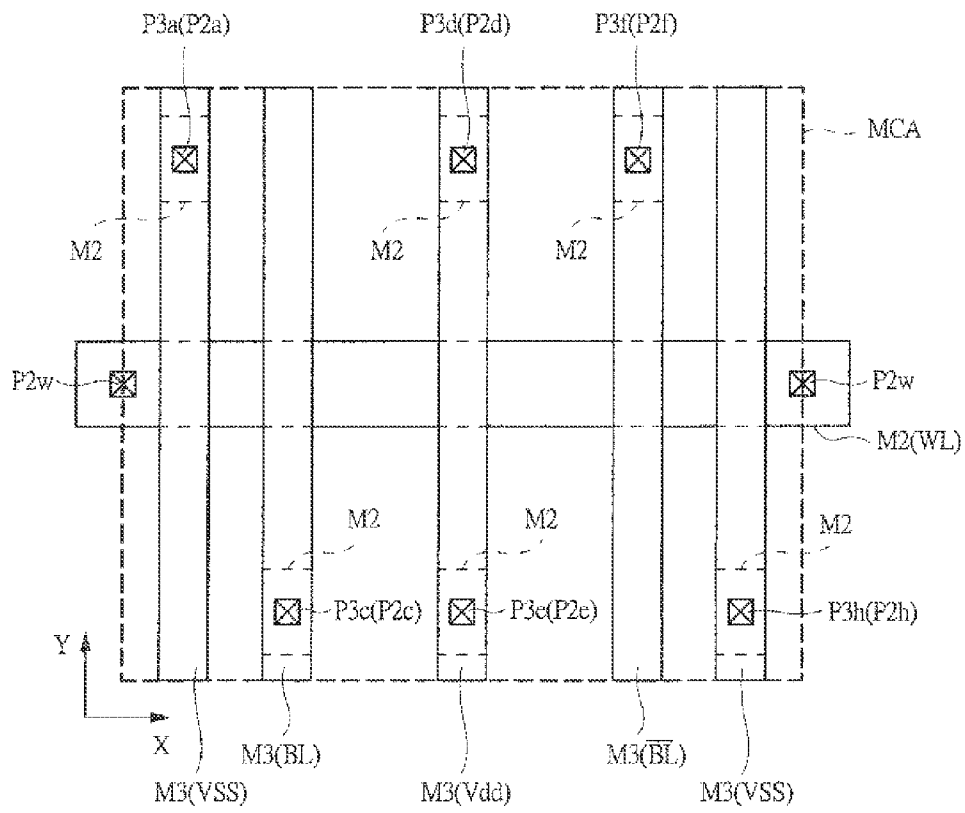 P3a(P2a) P3d(P2d) P3f(P2f)
MCA
M2 M2 M2
P2w P2w
M2(WL)
M2 M2 M2
P3c(P2c) P3e(P2e) P3h(P2h)
Y
X
M3(BL) M3(B̅L̅)
M3(VSS) M3(Vdd) M3(VSS)